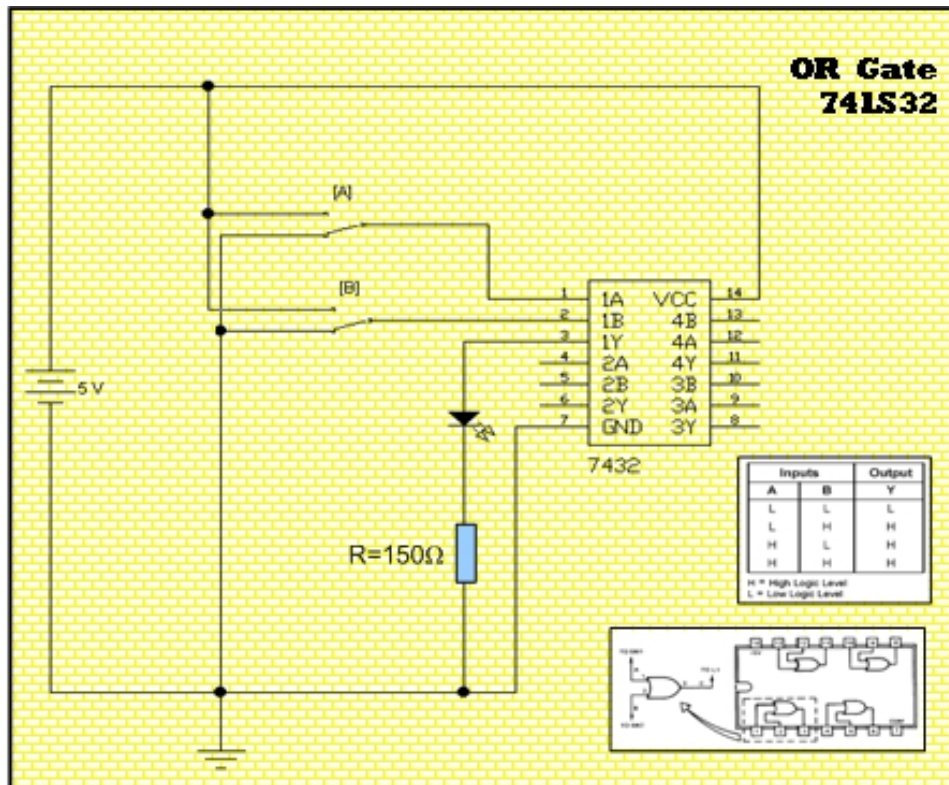 OR Gate
74LS32
[A]
[B]
5 V
1 1A VCC 14
2 1B 4B 13
3 1Y 4A 12
4 2A 4Y 11
5 2B 3B 10
6 2Y 3A 9
7 GND 3Y 8
7432
R=150Ω
Inputs Output
A B Y
L L L
L H H
H L H
H H H
H = High Logic Level
L = Low Logic Level